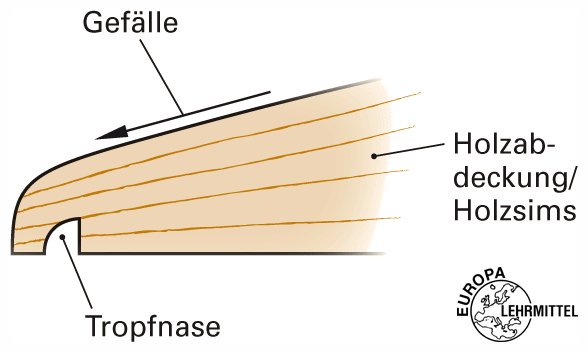 Gefälle
Holzab-
deckung/
Holzsims
Tropfnase
EUROPA
LEHRMITTEL